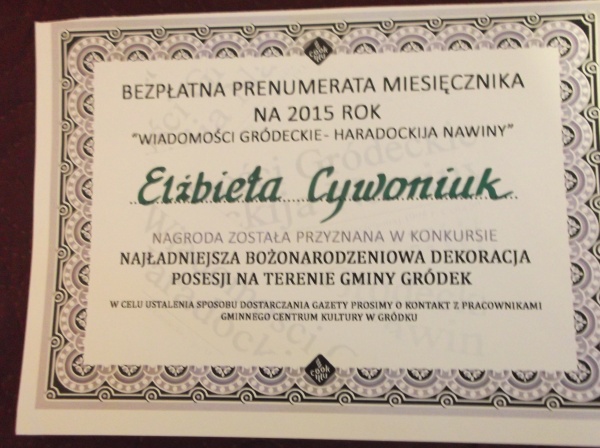 BEZPŁATNA PRENUMERATA MIESIĘCZNIKA
NA 2015 ROK
"WIADOMOŚCI GRÓDECKIE- HARADOCKIJA NAWINY"
Elżbieta Cywoniuk
NAGRODA ZOSTAŁA PRZYZNANA W KONKURSIE
NAJŁADNIEJSZA BOŻONARODZENIOWA DEKORACJA
POSESJI NA TERENIE GMINY GRÓDEK
W CELU USTALENIA SPOSOBU DOSTARCZANIA GAZETY PROSIMY O KONTAKT Z PRACOWNIKAMI
GMINNEGO CENTRUM KULTURY W GRÓDKU